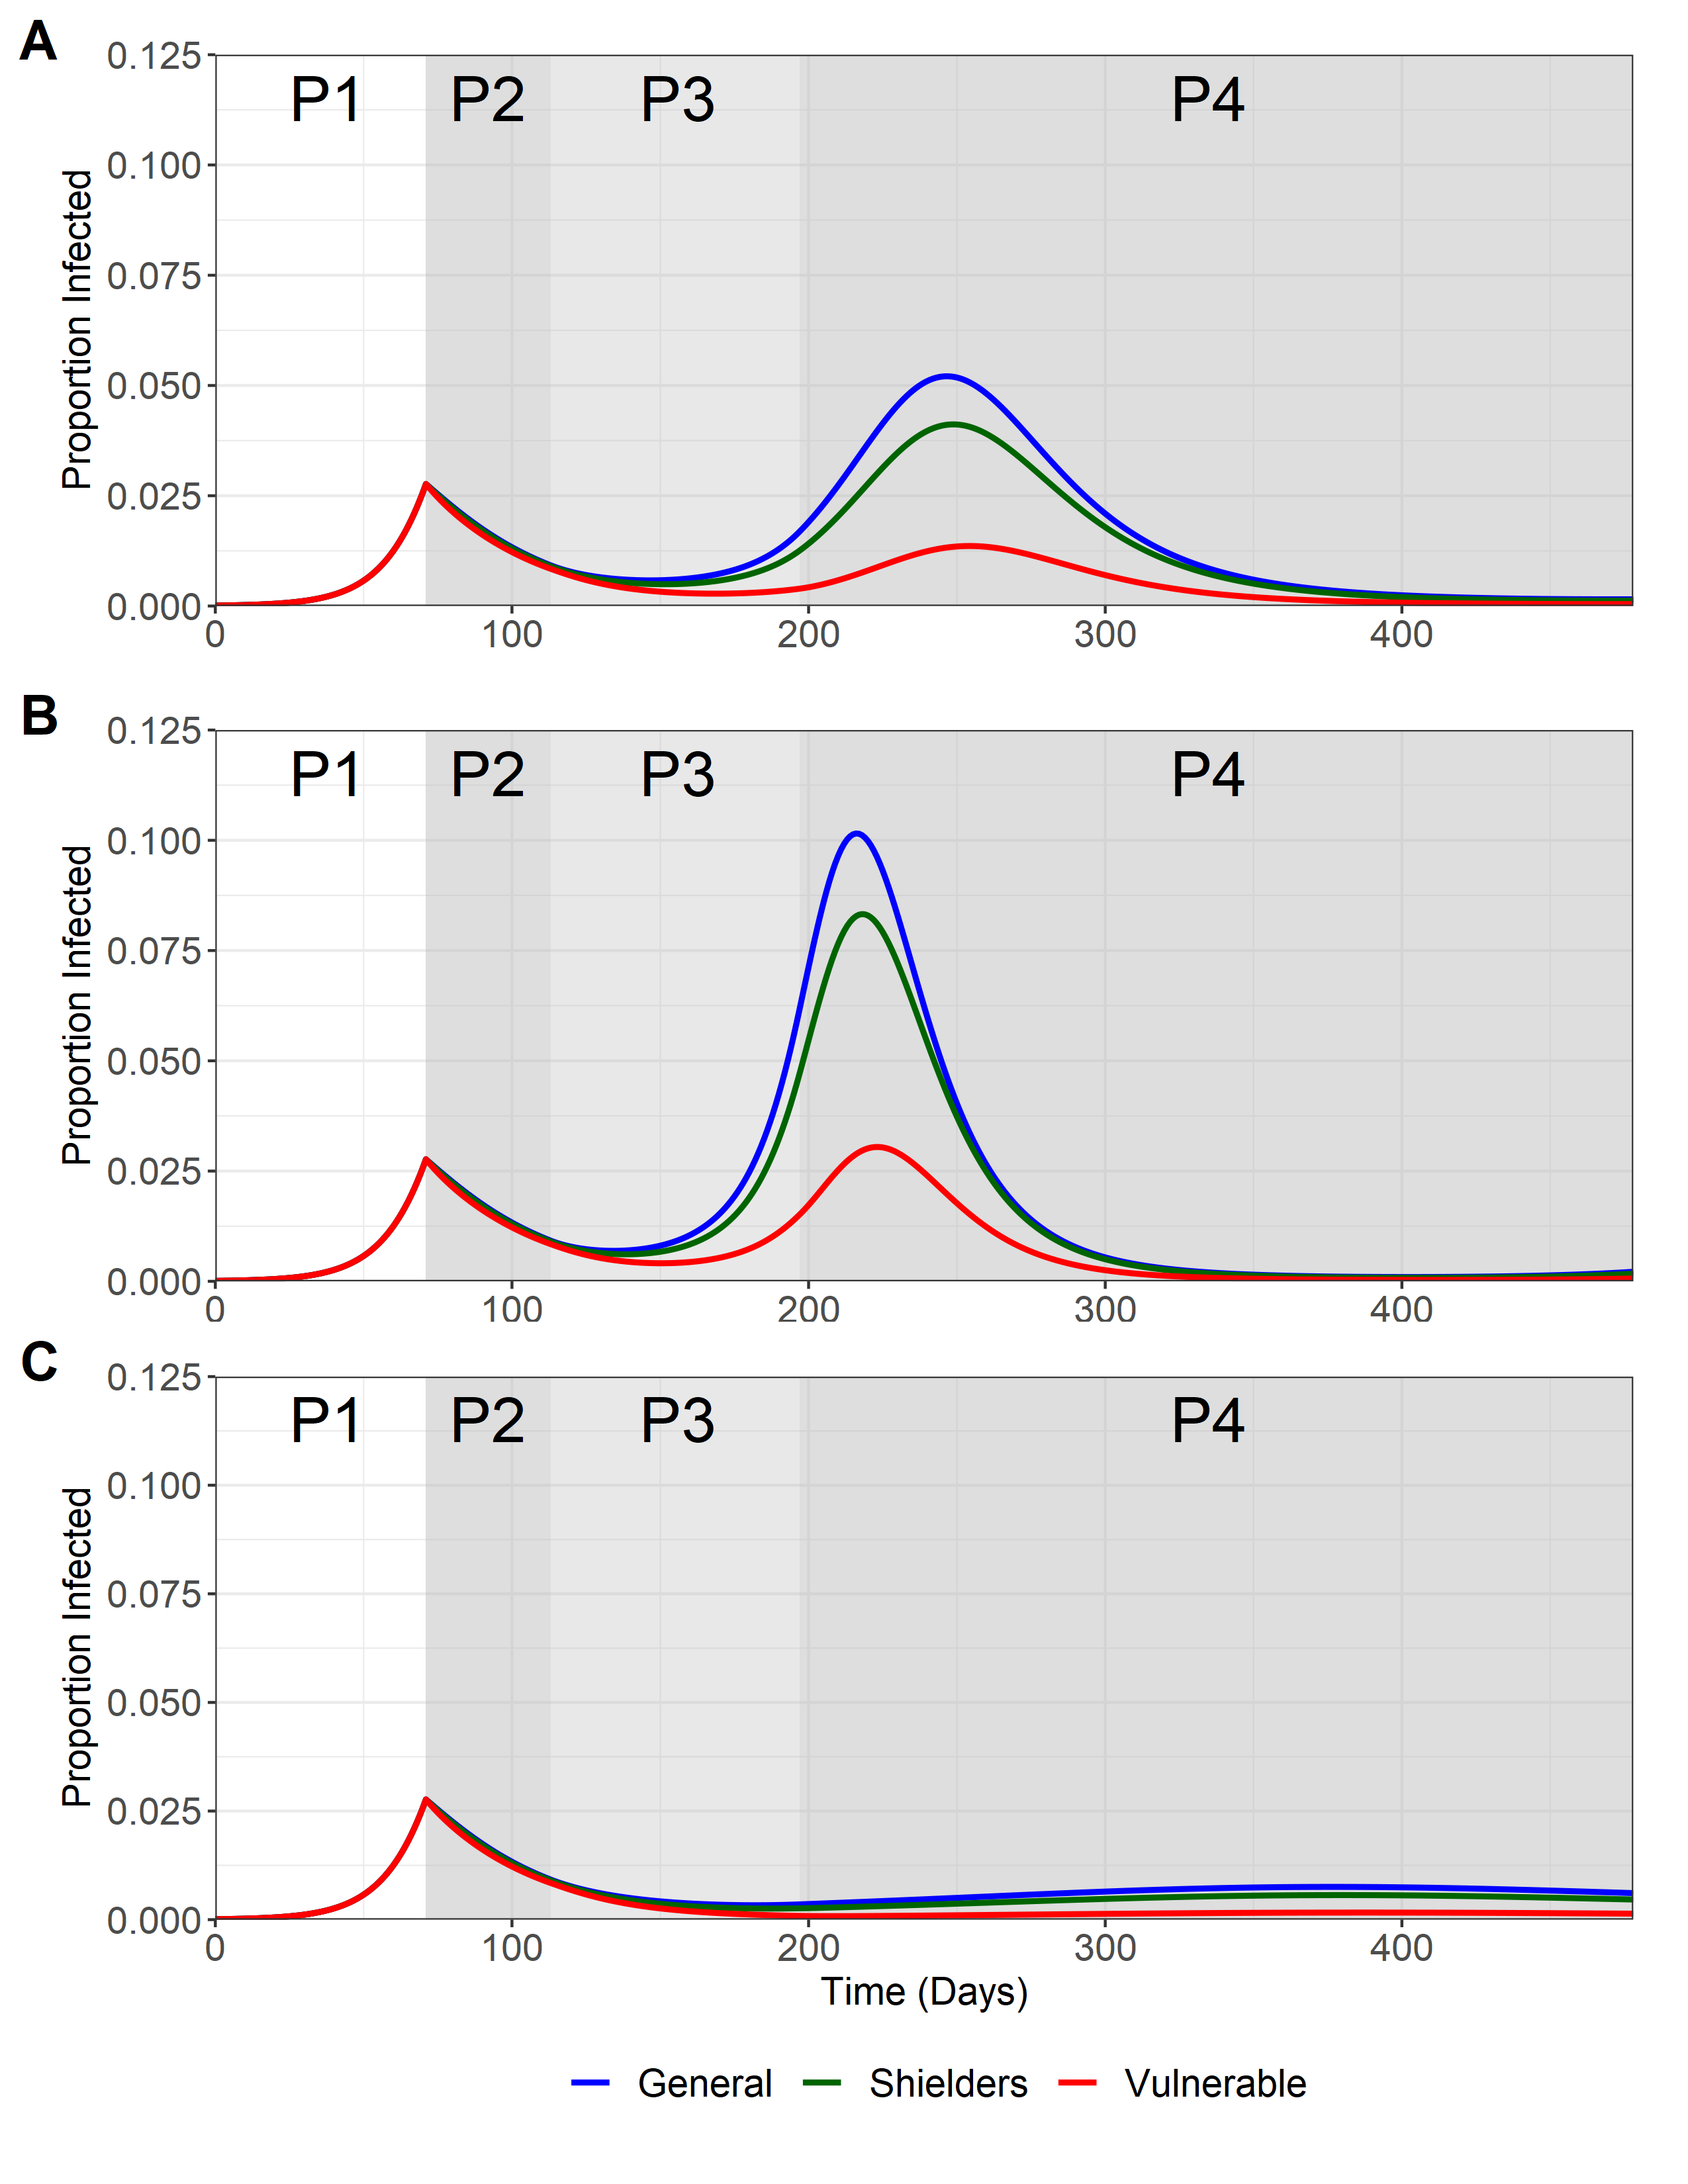 A
0.125
P1 P2 P3 P4
0.100
0.075
0.050
0.025
0.000
Proportion Infected
0 100 200 300 400
B
0.125
P1 P2 P3 P4
0.100
0.075
0.050
0.025
0.000
Proportion Infected
0 100 200 300 400
C
0.125
P1 P2 P3 P4
0.100
0.075
0.050
0.025
0.000
Proportion Infected
0 100 200 300 400
Time (Days)
General Shielders Vulnerable